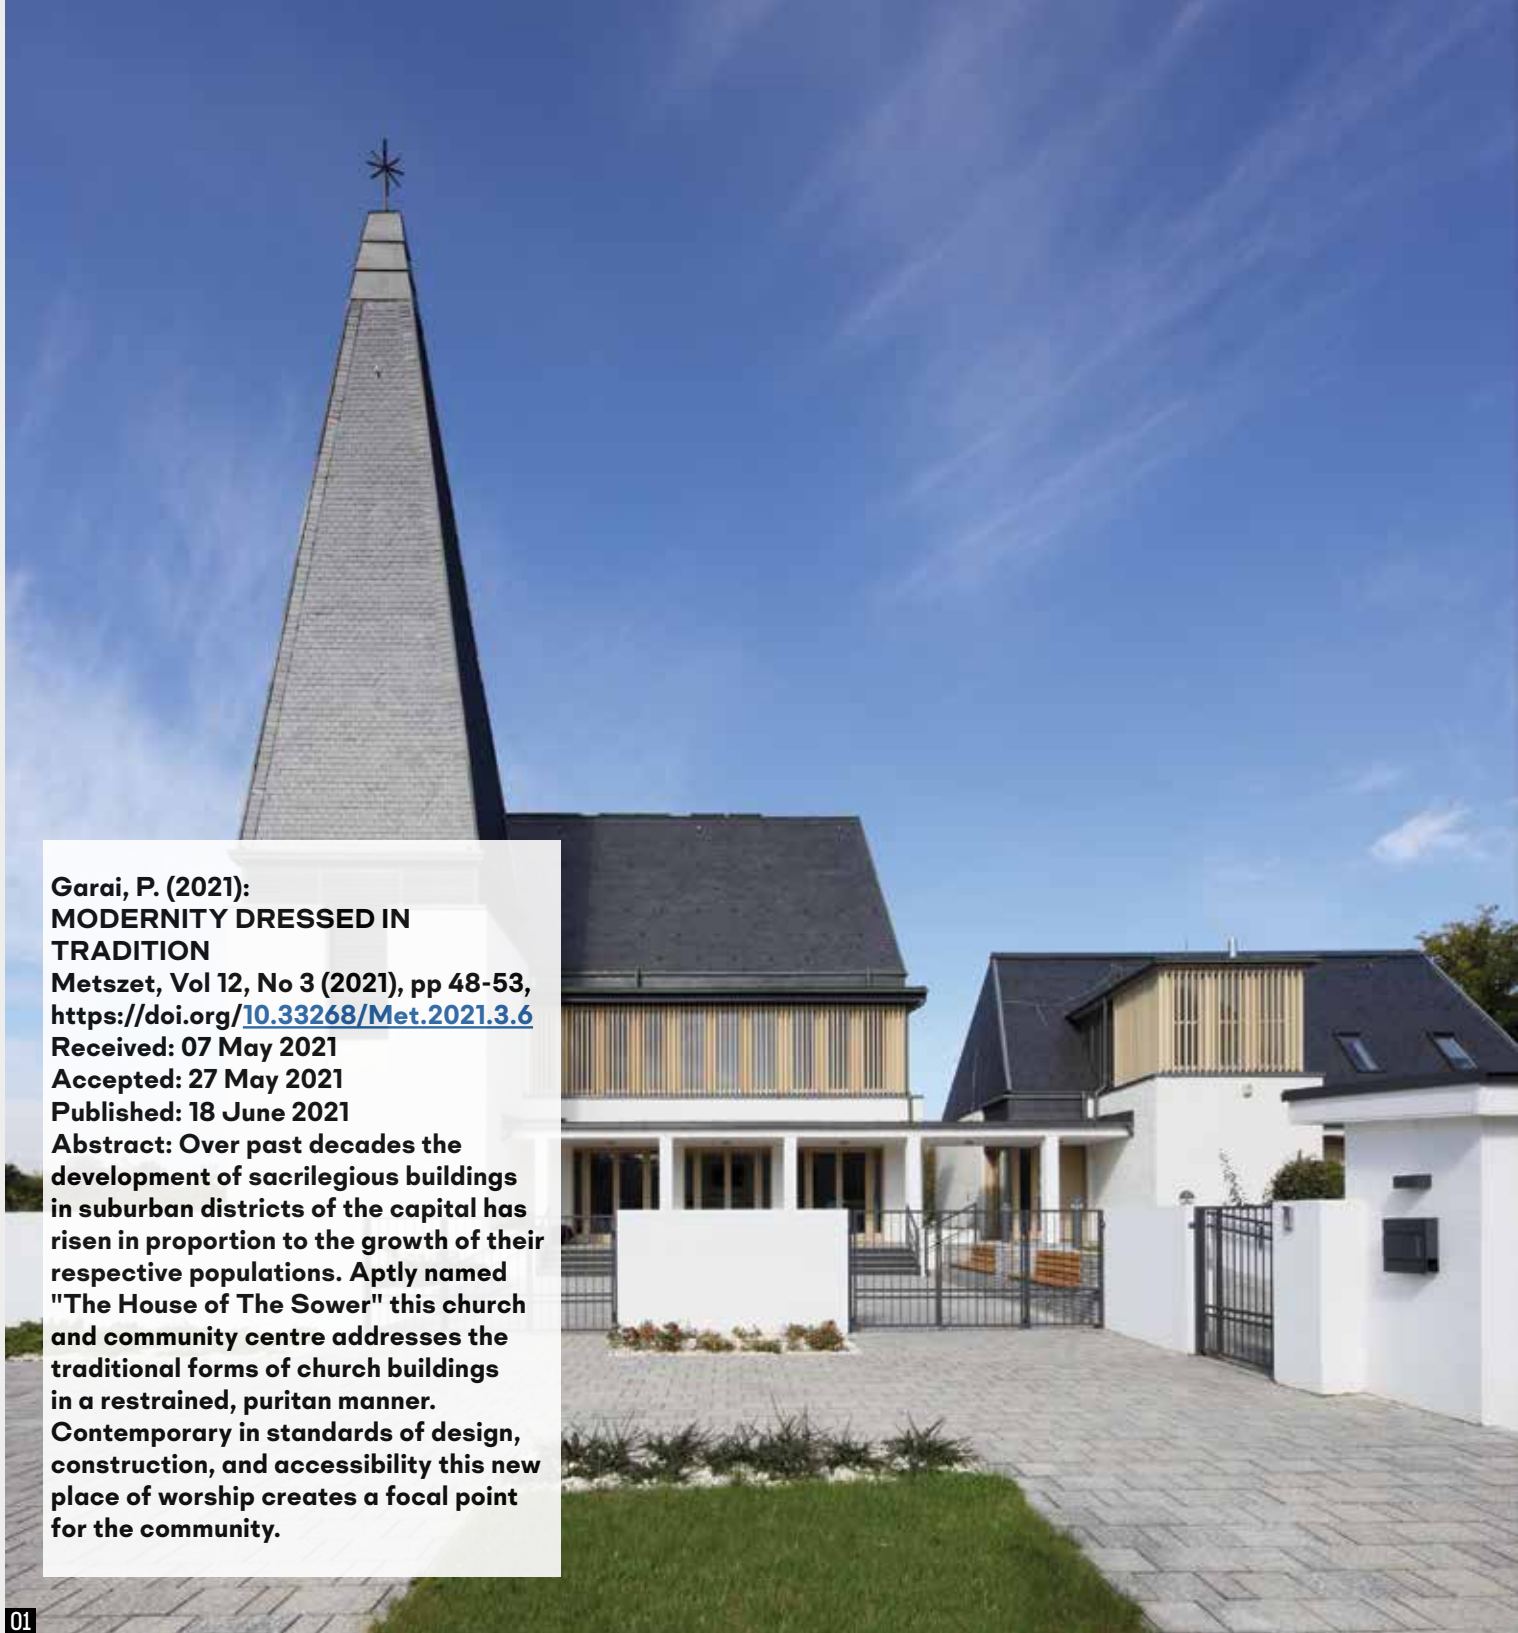 Garai, P. (2021):
MODERNITY DRESSED IN
TRADITION
Metszet, Vol 12, No 3 (2021), pp 48-53,
https://doi.org/10.33268/Met.2021.3.6
Received: 07 May 2021
Accepted: 27 May 2021
Published: 18 June 2021
Abstract: Over past decades the
development of sacrilegious buildings
in suburban districts of the capital has
risen in proportion to the growth of their
respective populations. Aptly named
"The House of The Sower" this church
and community centre addresses the
traditional forms of church buildings
in a restrained, puritan manner.
Contemporary in standards of design,
construction, and accessibility this new
place of worship creates a focal point
for the community.
01